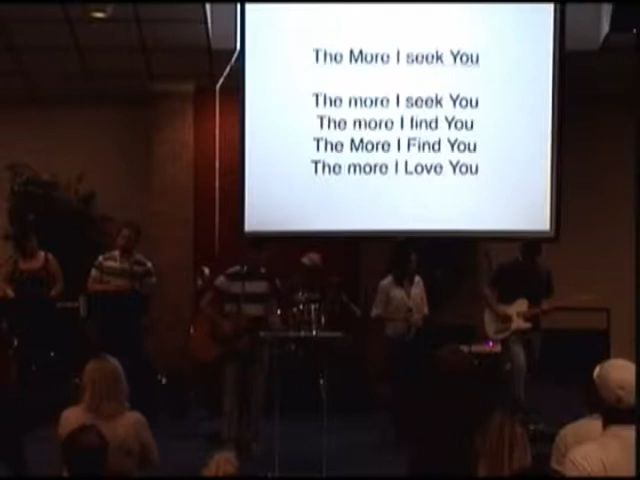 The More I seek You
The more I seek You
The more I find You
The More I Find You
The more I Love You